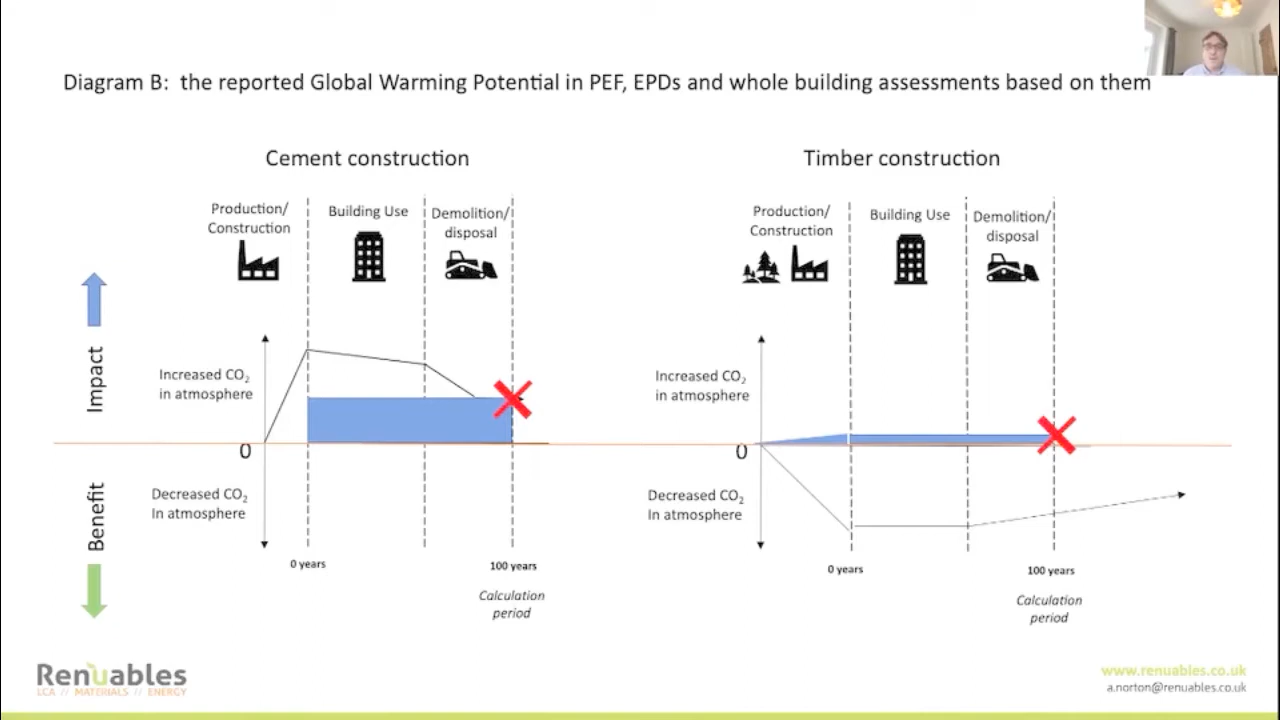 Diagram B: the reported Global Warming Potential in PEF, EPDs and whole building assessments based on them
Cement construction
Production/
Construction
Building Use
Demolition/
disposal
Impact
Benefit
Increased CO2
in atmosphere
0
Decreased CO2
In atmosphere
0 years
100 years
Calculation
period
Timber construction
Production/
Construction
Building Use
Demolition/
disposal
Increased CO2
in atmosphere
0
Decreased CO2
In atmosphere
0 years
100 years
Calculation
period
Renuables
LCA // MATERIALS // ENERGY
www.renuables.co.uk
a.norton@renuables.co.uk